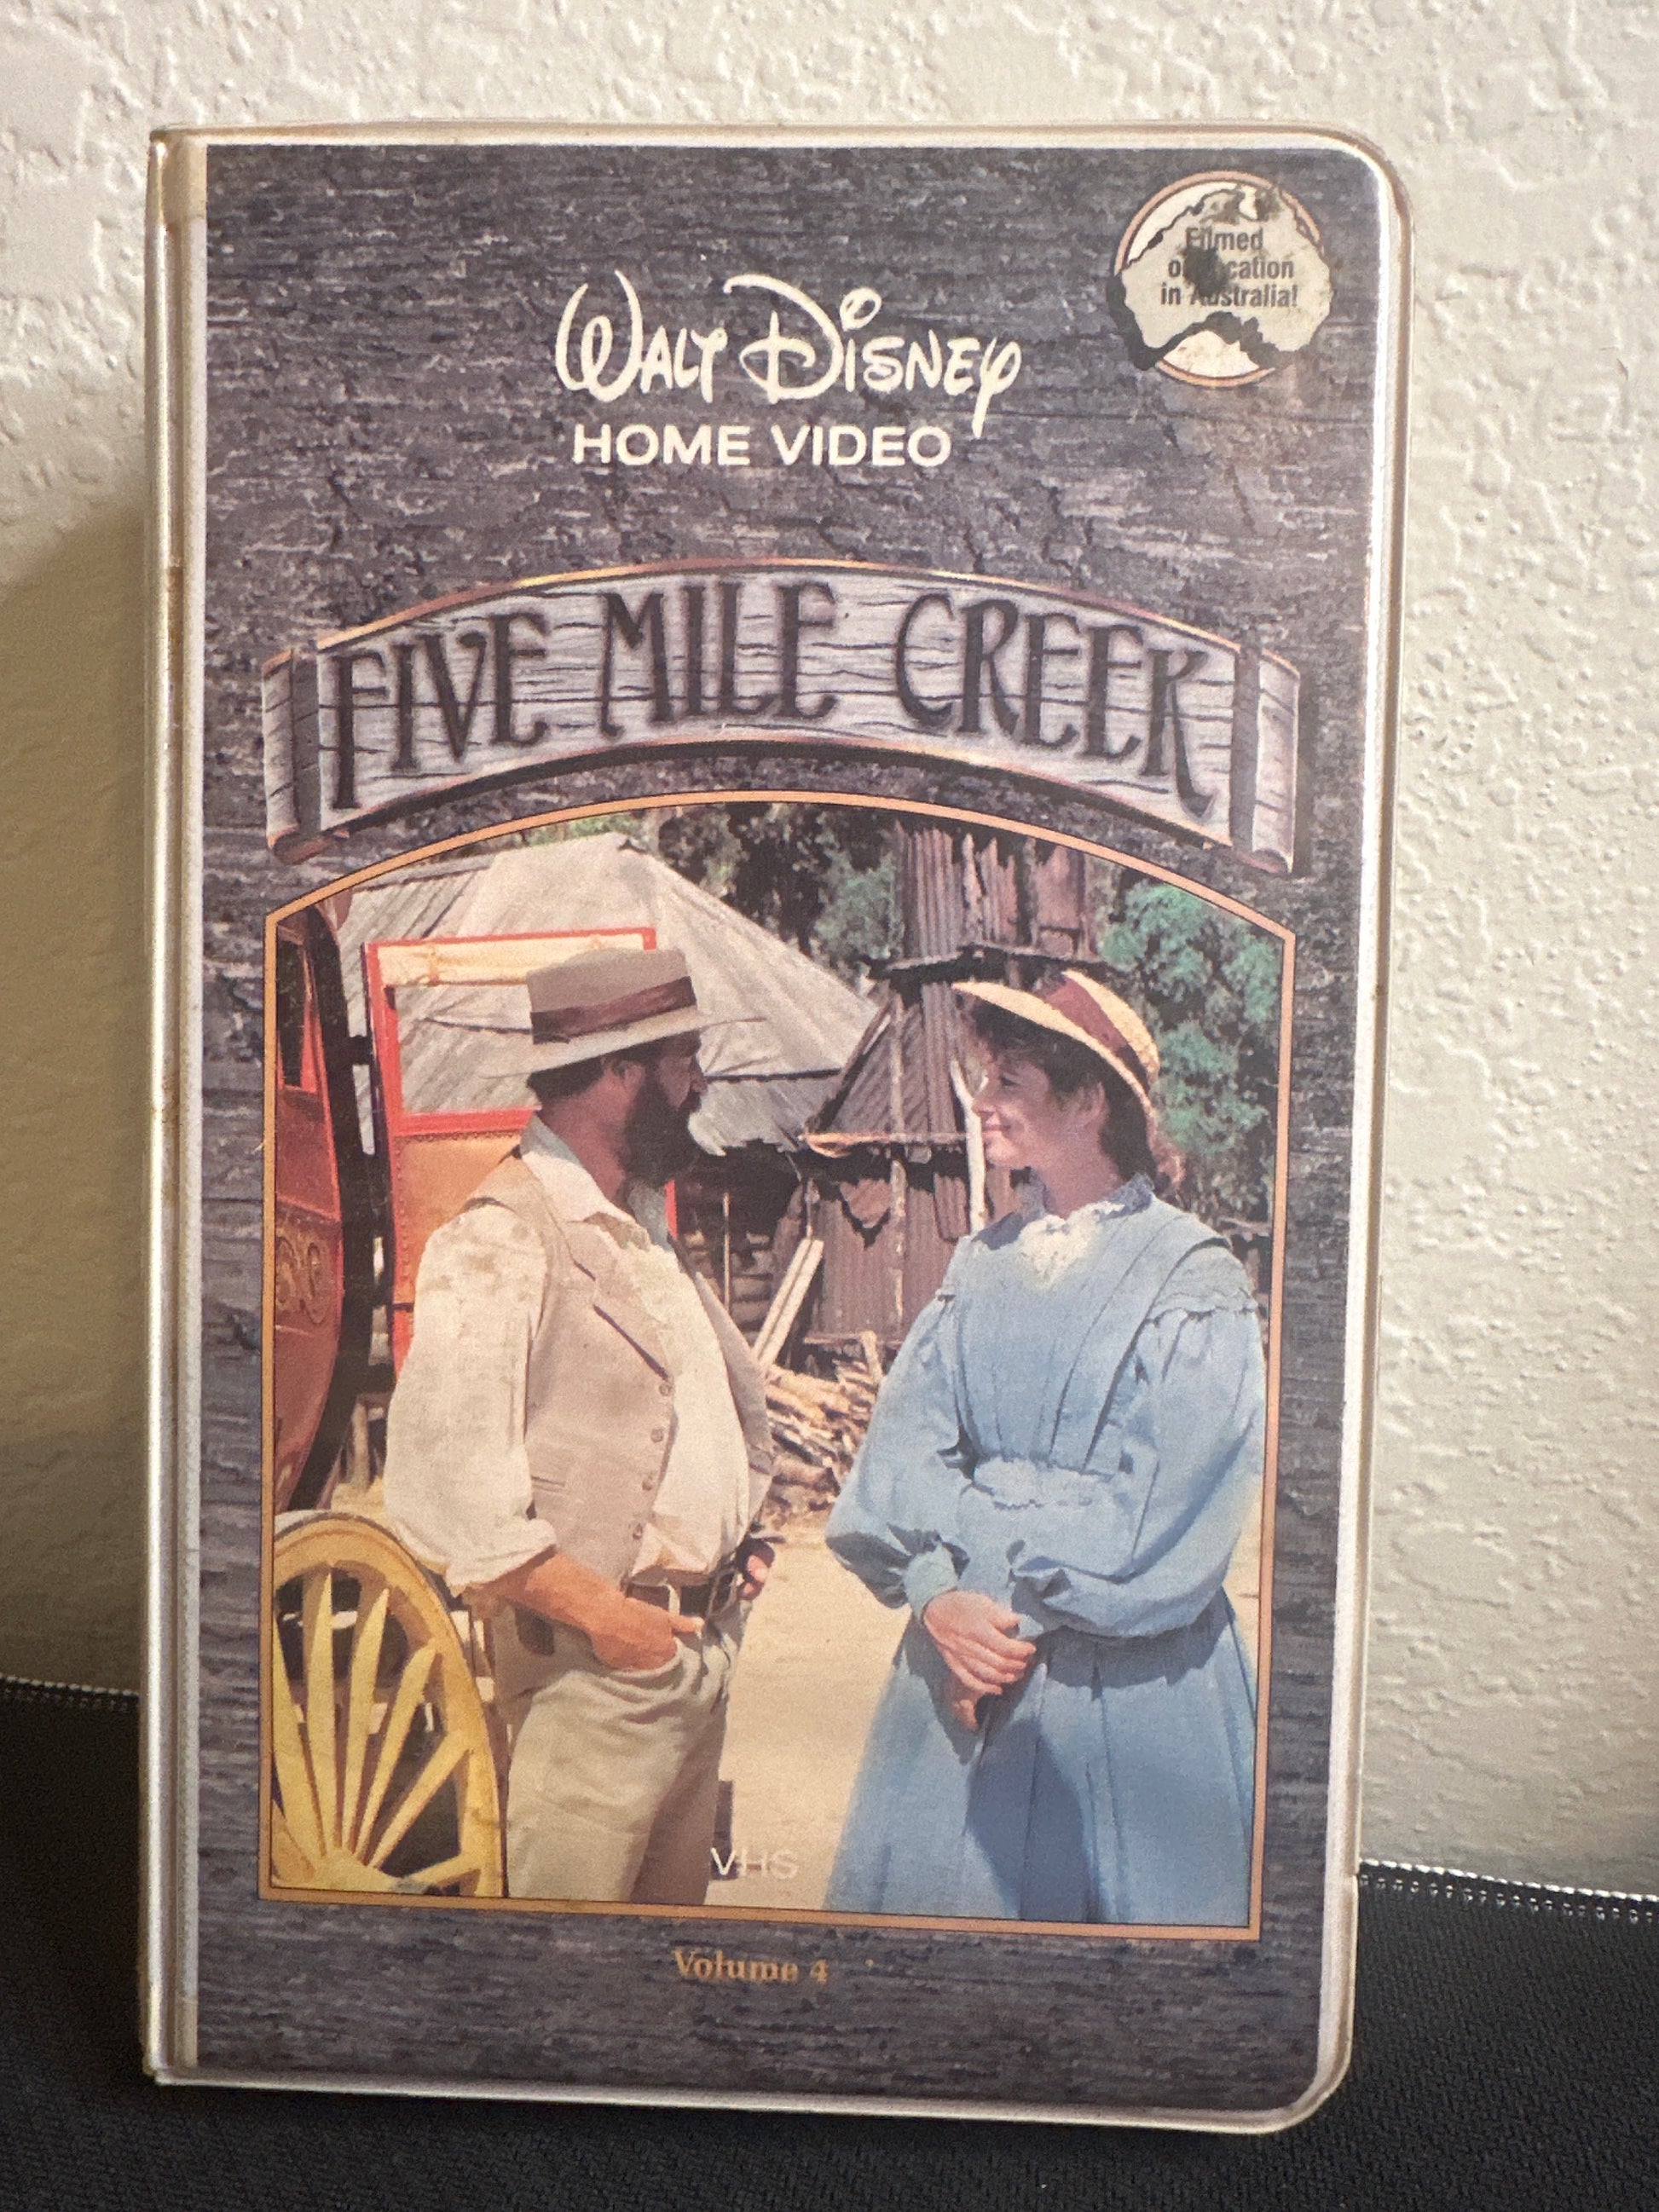 Filmed
on Location
in Australia!
WALT DISNEY
HOME VIDEO
FIVE MILE CREEK
VHS
Volume 4